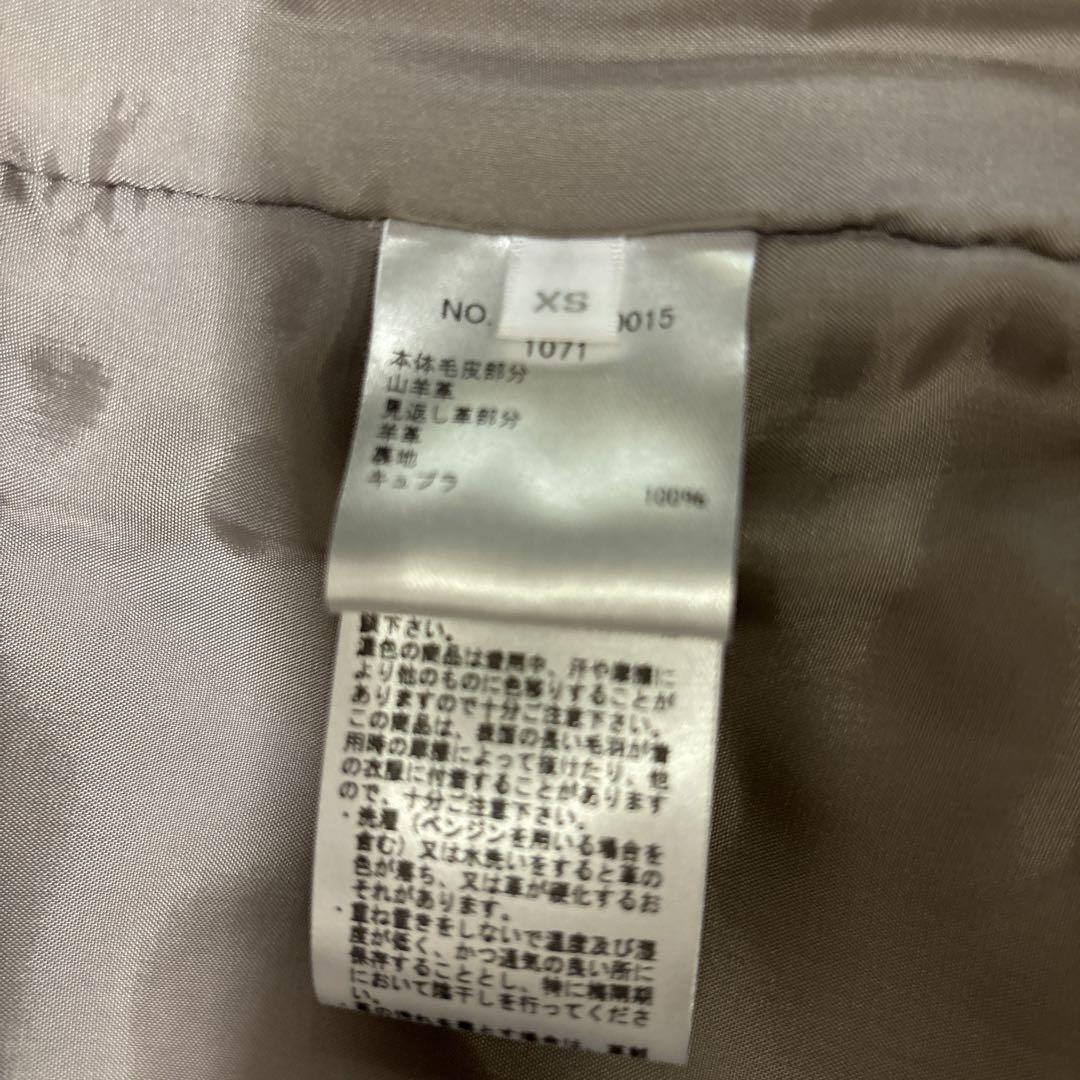 XS
NO. 0015
1071
本体毛皮部分
山羊革
見返し革部分
羊革
裏地
キュプラ 100%
下さい。
濃色の商品は着用中、汗や摩擦に
より他のものに色移りすることが
ありますので十分ご注意下さい。
この商品は、表面の長い毛羽が着
用時の摩擦によって抜けたり、他
の衣服に付着することがあります
ので、十分ご注意下さい。
・洗濯（ベンジンを用いる場合を
含む）又は水洗いをすると革の
色が落ち、又は革が硬化するお
それがあります。
・重ね置きをしないで温度及び湿
度が低く、かつ通気の良い所に
保存することとし、特に梅雨期
において陰干しを行ってくださ
い。